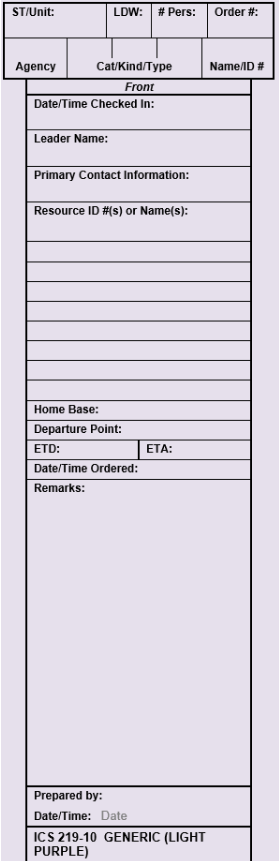 ST/Unit: LDW: # Pers: Order #:
Agency Cat/Kind/Type Name/ID #
Front
Date/Time Checked In:
Leader Name:
Primary Contact Information:
Resource ID #(s) or Name(s):
Home Base:
Departure Point:
ETD: ETA:
Date/Time Ordered:
Remarks:
Prepared by:
Date/Time: Date
ICS 219-10 GENERIC (LIGHT
PURPLE)